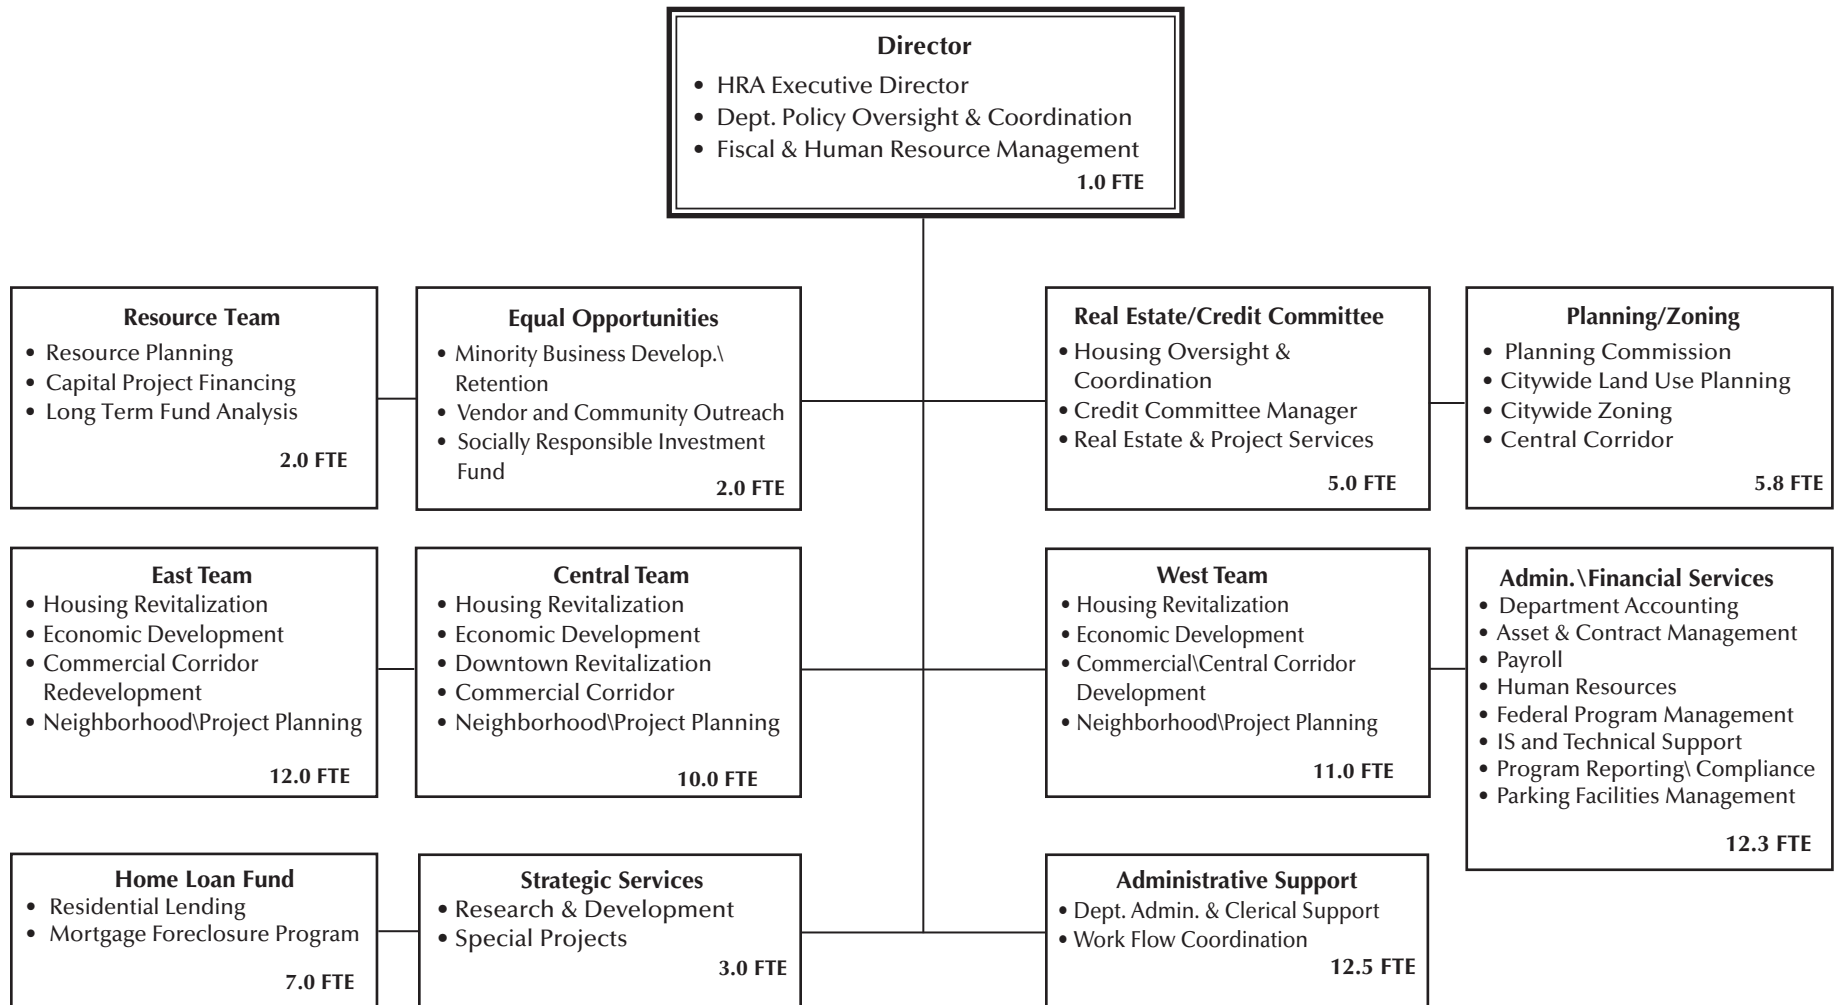 Director
• HRA Executive Director
• Dept. Policy Oversight & Coordination
• Fiscal & Human Resource Management
1.0 FTE
Resource Team
• Resource Planning
• Capital Project Financing
• Long Term Fund Analysis
2.0 FTE
Equal Opportunities
• Minority Business Develop.\
Retention
• Vendor and Community Outreach
• Socially Responsible Investment
Fund
2.0 FTE
Real Estate/Credit Committee
• Housing Oversight &
Coordination
• Credit Committee Manager
• Real Estate & Project Services
5.0 FTE
Planning/Zoning
• Planning Commission
• Citywide Land Use Planning
• Citywide Zoning
• Central Corridor
5.8 FTE
East Team
• Housing Revitalization
• Economic Development
• Commercial Corridor
Redevelopment
• Neighborhood\Project Planning
12.0 FTE
Central Team
• Housing Revitalization
• Economic Development
• Downtown Revitalization
• Commercial Corridor
• Neighborhood\Project Planning
10.0 FTE
West Team
• Housing Revitalization
• Economic Development
• Commercial\Central Corridor
Development
• Neighborhood\Project Planning
11.0 FTE
Admin.\Financial Services
• Department Accounting
• Asset & Contract Management
• Payroll
• Human Resources
• Federal Program Management
• IS and Technical Support
• Program Reporting\ Compliance
• Parking Facilities Management
12.3 FTE
Home Loan Fund
• Residential Lending
• Mortgage Foreclosure Program
7.0 FTE
Strategic Services
• Research & Development
• Special Projects
3.0 FTE
Administrative Support
• Dept. Admin. & Clerical Support
• Work Flow Coordination
12.5 FTE